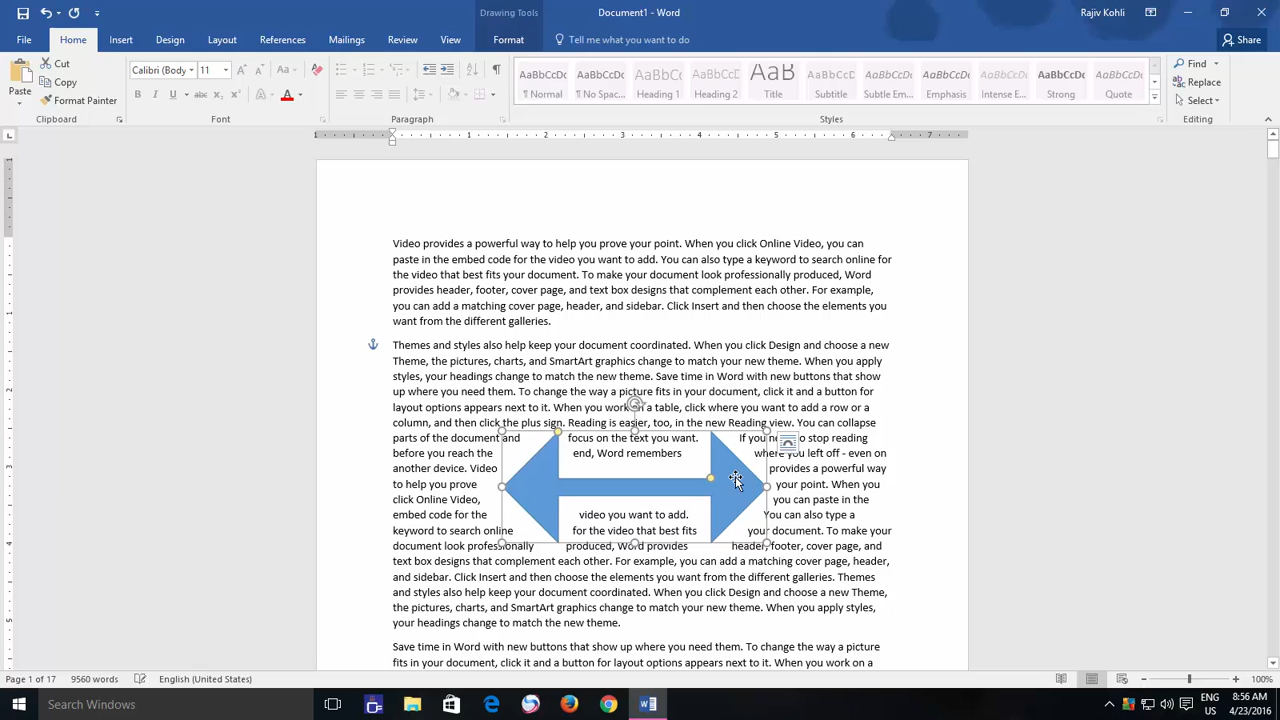 Drawing Tools
Document1 - Word
Rajiv Kohli
File Home Insert Design Layout References Mailings Review View Format Tell me what you want to do Share
Paste
Cut
Copy
Format Painter
Clipboard
Calibri (Body 11
Font
Paragraph
AaBbCcDc AaBbCcDc AaBbCc AaBbCcD AaB AaBbCcD AaBbCcDc AaBbCcDc AaBbCcDc AaBbCcDc AaBbCcDc
¶ Normal ¶ No Spac... Heading 1 Heading 2 Title Subtitle Subtle Em... Emphasis Intense E... Strong Quote
Styles
Find
Replace
Select
Editing
1 1 2 3 4 5 6 7
Video provides a powerful way to help you prove your point. When you click Online Video, you can
paste in the embed code for the video you want to add. You can also type a keyword to search online for
the video that best fits your document. To make your document look professionally produced, Word
provides header, footer, cover page, and text box designs that complement each other. For example,
you can add a matching cover page, header, and sidebar. Click Insert and then choose the elements you
want from the different galleries.
Themes and styles also help keep your document coordinated. When you click Design and choose a new
Theme, the pictures, charts, and SmartArt graphics change to match your new theme. When you apply
styles, your headings change to match the new theme. Save time in Word with new buttons that show
up where you need them. To change the way a picture fits in your document, click it and a button for
layout options appears next to it. When you work a table, click where you want to add a row or a
column, and then click the plus sign. Reading is easier, too, in the new Reading view. You can collapse
parts of the document and focus on the text you want. If you to stop reading
before you reach the end, Word remembers where you left off - even on
another device. Video provides a powerful way
to help you prove your point. When you
click Online Video, you can paste in the
embed code for the video you want to add. You can also type a
keyword to search online for the video that best fits your document. To make your
document look professionally produced, Word provides header, footer, cover page, and
text box designs that complement each other. For example, you can add a matching cover page, header,
and sidebar. Click Insert and then choose the elements you want from the different galleries. Themes
and styles also help keep your document coordinated. When you click Design and choose a new Theme,
the pictures, charts, and SmartArt graphics change to match your new theme. When you apply styles,
your headings change to match the new theme.
Save time in Word with new buttons that show up where you need them. To change the way a picture
fits in your document, click it and a button for layout options appears next to it. When you work on a
Page 1 of 17 9560 words English (United States) 100%
Search Windows
ENG
US
8:56 AM
4/23/2016